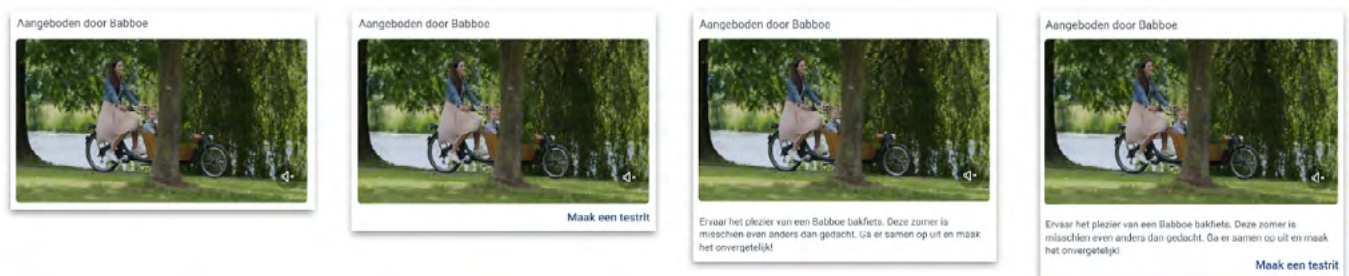 Aangeboden door Babboe
Aangeboden door Babboe
Maak een testrit
Aangeboden door Babboe
Ervaar het plezier van een Babboe bakfiets. Deze zomer is
misschien even anders dan gedacht. Ga er samen op uit en maak
het onvergetelijk!
Aangeboden door Babboe
Ervaar het plezier van een Babboe bakfiets. Deze zomer is
misschien even anders dan gedacht. Ga er samen op uit en maak
het onvergetelijk!
Maak een testrit